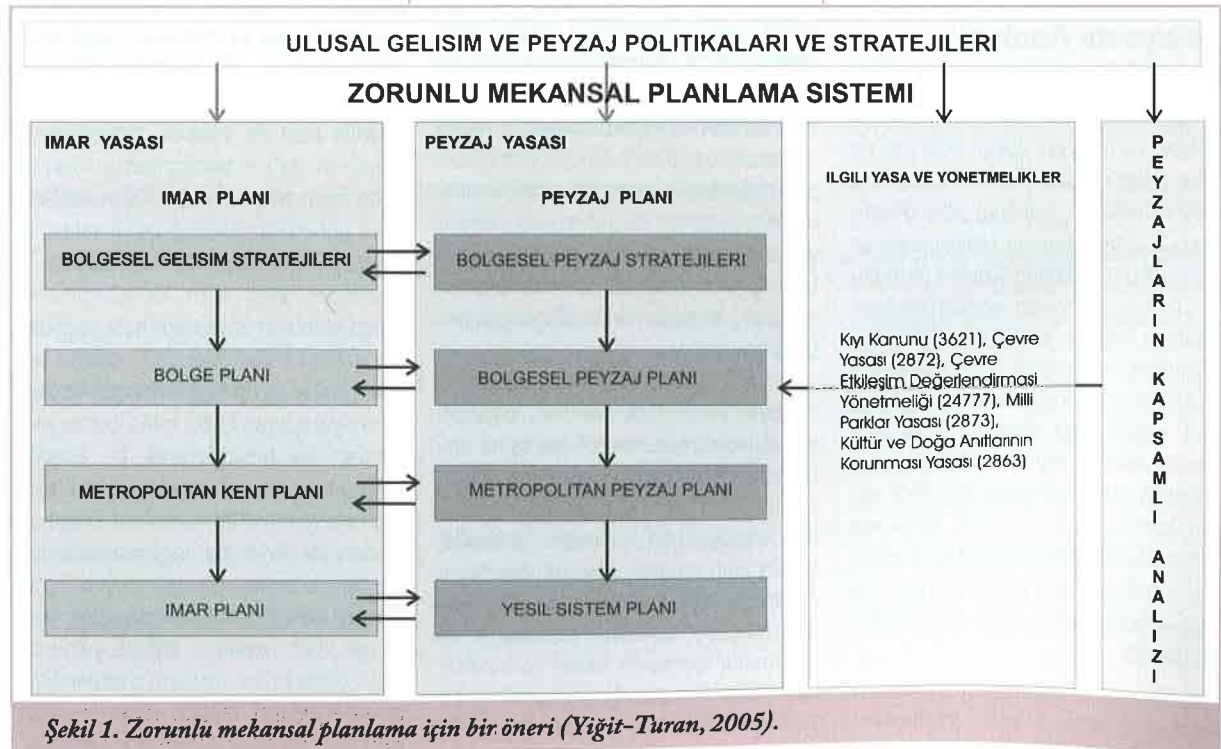 ULUSAL GELISIM VE PEYZAJ POLITIKALARI VE STRATEJILERI
ZORUNLU MEKANSAL PLANLAMA SISTEMI
IMAR YASASI
IMAR PLANI
BOLGESEL GELISIM STRATEJILERI
BOLGE PLANI
METROPOLITAN KENT PLANI
IMAR PLANI
PEYZAJ YASASI
PEYZAJ PLANI
BOLGESEL PEYZAJ STRATEJILERI
BOLGESEL PEYZAJ PLANI
METROPOLITAN PEYZAJ PLANI
YESIL SISTEM PLANI
ILGILI YASA VE YONETMELIKLER
Kıyı Kanunu (3621), Çevre
Yasası (2872), Çevre
Etkileşim Değerlendirması
Yönetmeliği (24777), Milli
Parklar Yasası (2873),
Kültür ve Doğa Anıtlarının
Korunması Yasası (2863)
PEYZAJLARIN KAPSAMLI ANALIZI
Şekil 1. Zorunlu mekansal planlama için bir öneri (Yiğit-Turan, 2005).